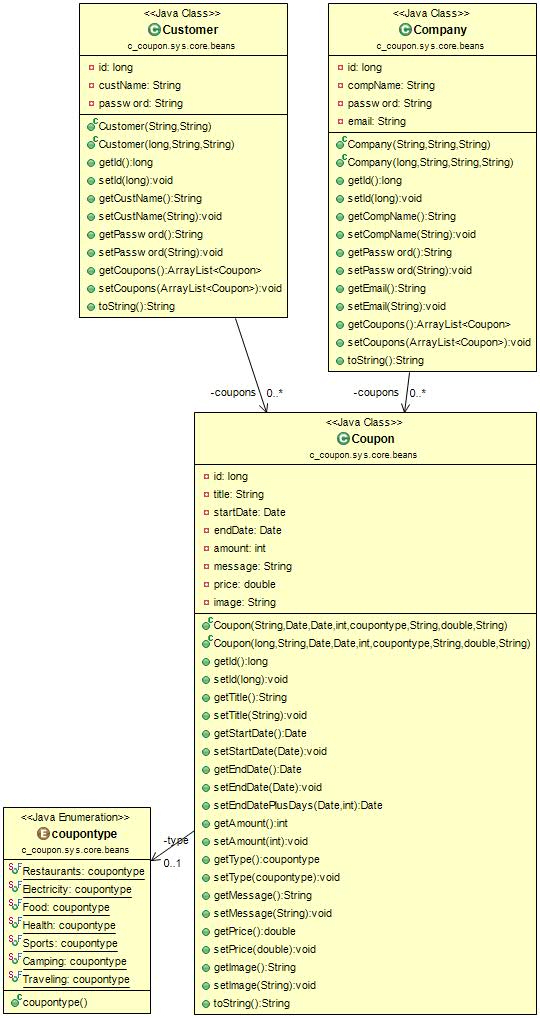 <<Java Class>>
Customer
c_coupon.sys.core.beans
id: long
custName: String
password: String
Customer(String,String)
Customer(long,String,String)
getId():long
setId(long):void
getCustName():String
setCustName(String):void
getPassword():String
setPassword(String):void
getCoupons():ArrayList<Coupon>
setCoupons(ArrayList<Coupon>):void
toString():String
<<Java Class>>
Company
c_coupon.sys.core.beans
id: long
compName: String
password: String
email: String
Company(String,String,String)
Company(long,String,String,String)
getId():long
setId(long):void
getCompName():String
setCompName(String):void
getPassword():String
setPassword(String):void
getEmail():String
setEmail(String):void
getCoupons():ArrayList<Coupon>
setCoupons(ArrayList<Coupon>):void
toString():String
-coupons 0..*
-coupons 0..*
<<Java Class>>
Coupon
c_coupon.sys.core.beans
id: long
title: String
startDate: Date
endDate: Date
amount: int
message: String
price: double
image: String
Coupon(String,Date,Date,int,coupontype,String,double,String)
Coupon(long,String,Date,Date,int,coupontype,String,double,String)
getId():long
setId(long):void
getTitle():String
setTitle(String):void
getStartDate():Date
setStartDate(Date):void
getEndDate():Date
setEndDate(Date):void
setEndDatePlusDays(Date,int):Date
getAmount():int
setAmount(int):void
getType():coupontype
setType(coupontype):void
getMessage():String
setMessage(String):void
getPrice():double
setPrice(double):void
getImage():String
setImage(String):void
toString():String
-type
0..1
<<Java Enumeration>>
coupontype
c_coupon.sys.core.beans
Restaurants: coupontype
Electricity: coupontype
Food: coupontype
Health: coupontype
Sports: coupontype
Camping: coupontype
Traveling: coupontype
coupontype()